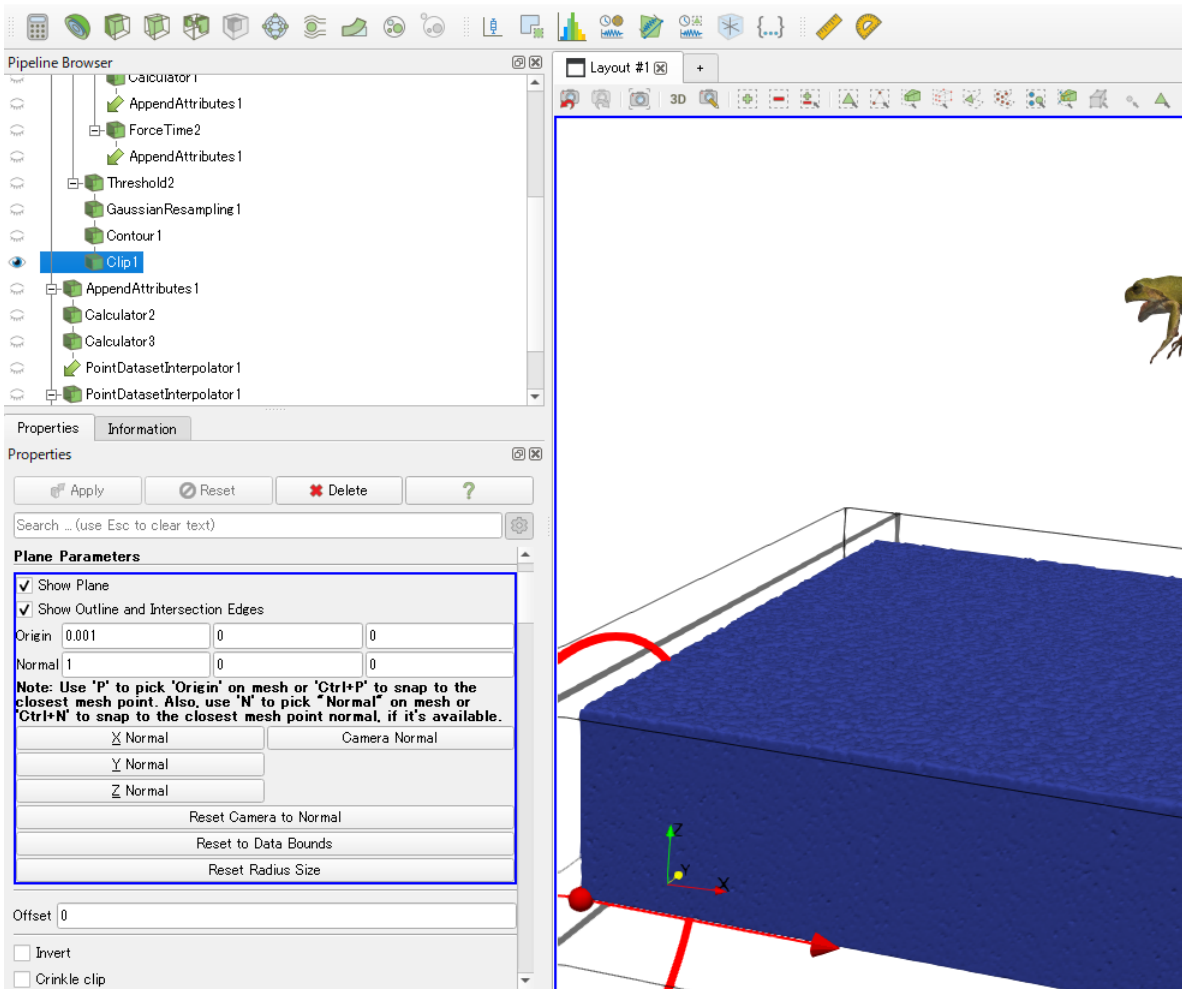 {...}
Pipeline Browser
Layout #1
+
3D
Calculator1
AppendAttributes1
ForceTime2
AppendAttributes1
Threshold2
GaussianResampling1
Contour1
Clip1
AppendAttributes1
Calculator2
Calculator3
PointDatasetInterpolator1
PointDatasetInterpolator1
Properties Information
Properties
Apply Reset Delete ?
Search ... (use Esc to clear text)
Plane Parameters
Show Plane
Show Outline and Intersection Edges
Origin 0.001 0 0
Normal 1 0 0
Note: Use 'P' to pick 'Origin' on mesh or 'Ctrl+P' to snap to the
closest mesh point. Also, use 'N' to pick "Normal" on mesh or
'Ctrl+N' to snap to the closest mesh point normal, if it's available.
X Normal Camera Normal
Y Normal
Z Normal
Reset Camera to Normal
Reset to Data Bounds
Reset Radius Size
Offset 0
Invert
Crinkle clip
Z
Y
X